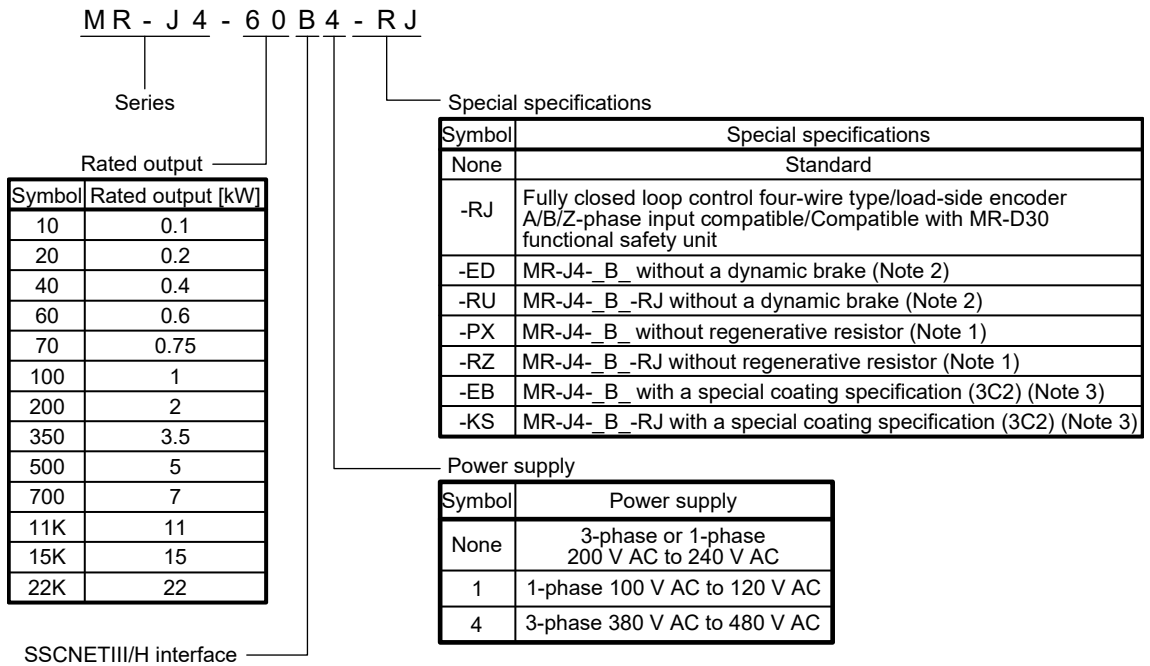 MR-J4-60B4-RJ
Series
Special specifications
Symbol Special specifications
None Standard
-RJ Fully closed loop control four-wire type/load-side encoder
A/B/Z-phase input compatible/Compatible with MR-D30
functional safety unit
-ED MR-J4-_B_ without a dynamic brake (Note 2)
-RU MR-J4-_B_-RJ without a dynamic brake (Note 2)
-PX MR-J4-_B_ without regenerative resistor (Note 1)
-RZ MR-J4-_B_-RJ without regenerative resistor (Note 1)
-EB MR-J4-_B_ with a special coating specification (3C2) (Note 3)
-KS MR-J4-_B_-RJ with a special coating specification (3C2) (Note 3)
Rated output
Symbol Rated output [kW]
10 0.1
20 0.2
40 0.4
60 0.6
70 0.75
100 1
200 2
350 3.5
500 5
700 7
11K 11
15K 15
22K 22
Power supply
Symbol Power supply
None 3-phase or 1-phase
200 V AC to 240 V AC
1 1-phase 100 V AC to 120 V AC
4 3-phase 380 V AC to 480 V AC
SSCNETIII/H interface